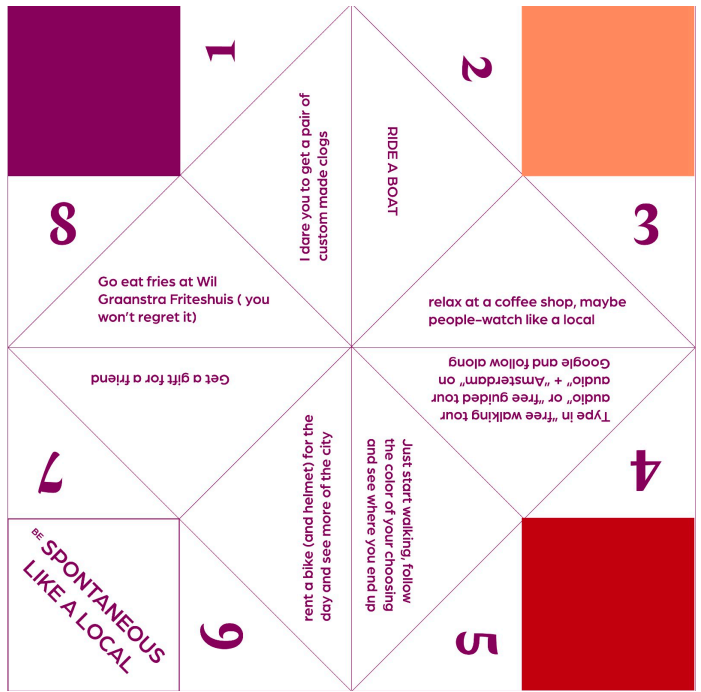 1
I dare you to get a pair of
custom made clogs
2
RIDE A BOAT
3
relax at a coffee shop, maybe
people-watch like a local
4
Type in "free walking tour
audio" or "free guided tour
audio" + "Amsterdam" on
Google and follow along
5
Just start walking, follow
the color of your choosing
and see where you end up
6
rent a bike (and helmet) for the
day and see more of the city
7
Get a gift for a friend
8
Go eat fries at Wil
Graanstra Friteshuis ( you
won't regret it)
BE SPONTANEOUS
LIKE A LOCAL